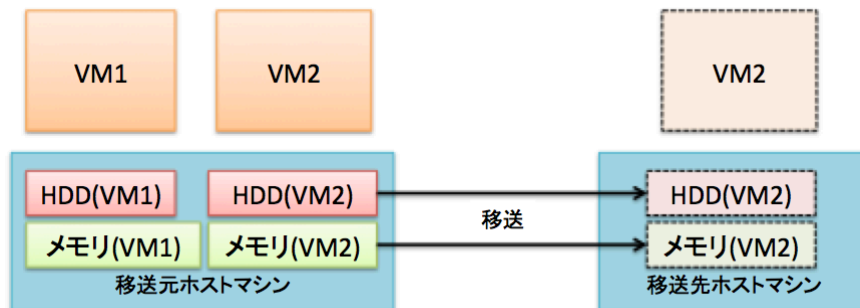 VM1 VM2 VM2
HDD(VM1) HDD(VM2) HDD(VM2)
移送
メモリ(VM1) メモリ(VM2) メモリ(VM2)
移送元ホストマシン 移送先ホストマシン